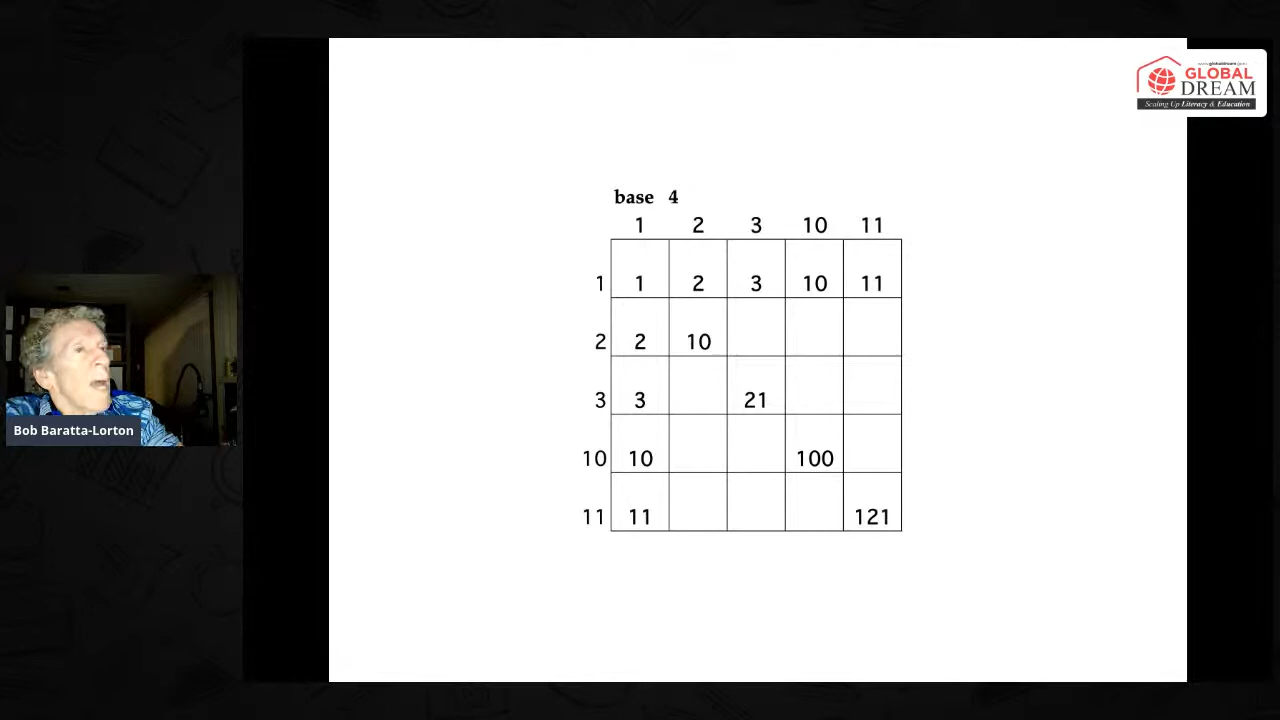 GLOBAL
DREAM
Scaling Up Literacy & Education
base 4
1 2 3 10 11
1 1 2 3 10 11
2 2 10
3 3 21
10 10 100
11 11 121
Bob Baratta-Lorton